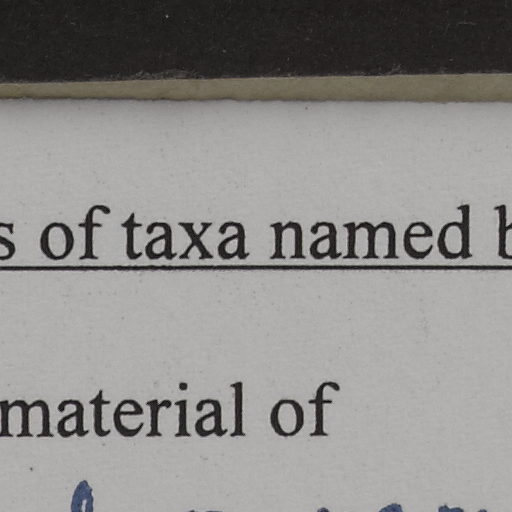 s of taxa named b
material of